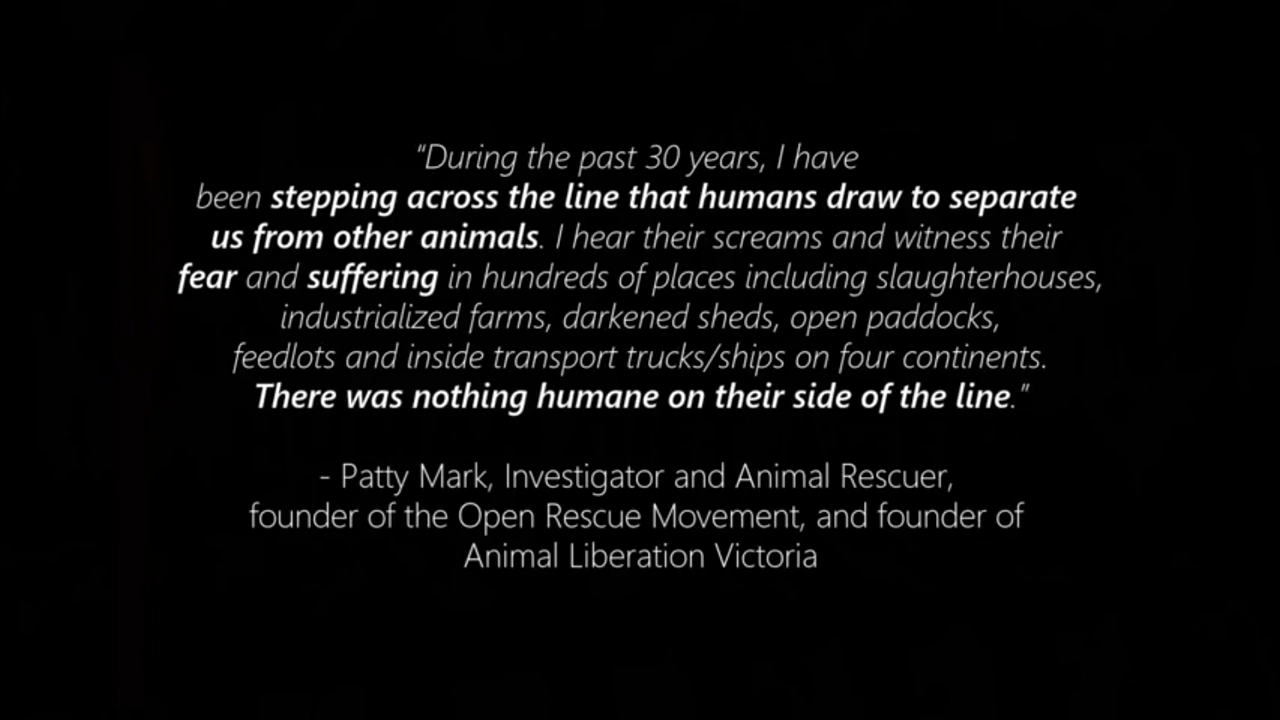 “During the past 30 years, I have
been stepping across the line that humans draw to separate
us from other animals. I hear their screams and witness their
fear and suffering in hundreds of places including slaughterhouses,
industrialized farms, darkened sheds, open paddocks,
feedlots and inside transport trucks/ships on four continents.
There was nothing humane on their side of the line.”
- Patty Mark, Investigator and Animal Rescuer,
founder of the Open Rescue Movement, and founder of
Animal Liberation Victoria